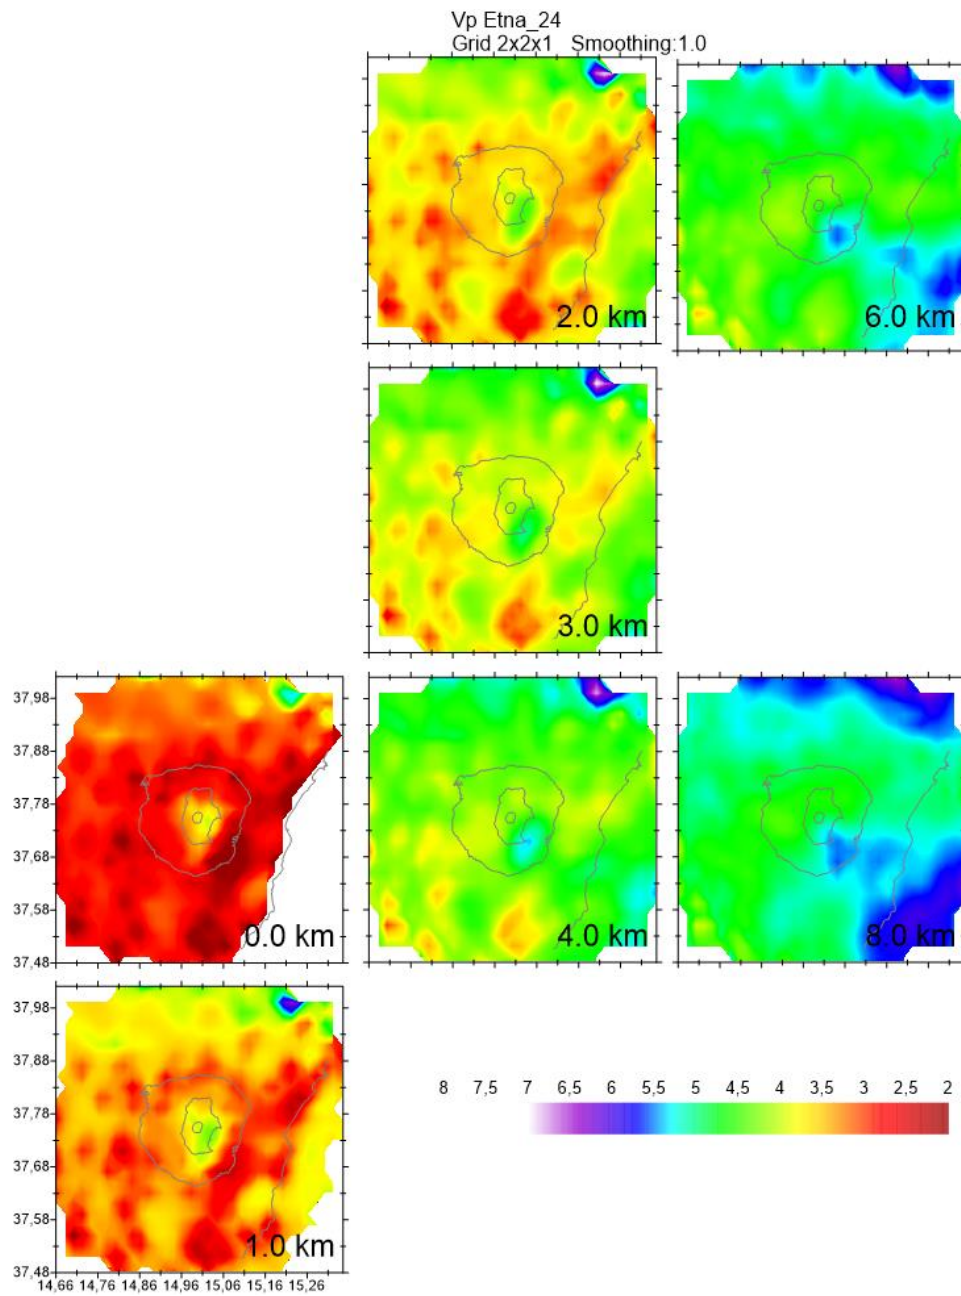 Vp Etna_24
Grid 2x2x1 Smoothing:1.0
2.0 km
6.0 km
3.0 km
37,98
37,88
37,78
37,68
37,58
37,48
0.0 km
4.0 km
8.0 km
37,98
37,88
37,78
37,68
37,58
37,48
1.0 km
14,66 14,76 14,86 14,96 15,06 15,16 15,26
8 7,5 7 6,5 6 5,5 5 4,5 4 3,5 3 2,5 2